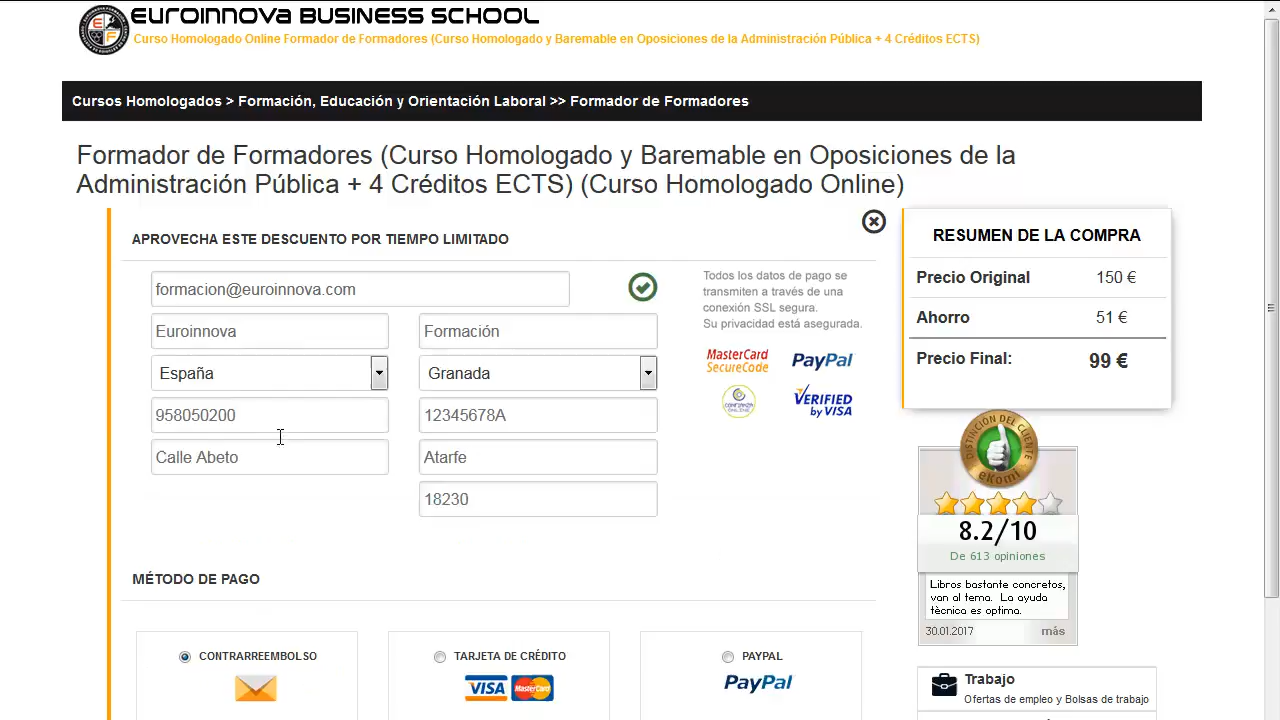 EUROINNOVA BUSINESS SCHOOL
Curso Homologado Online Formador de Formadores (Curso Homologado y Baremable en Oposiciones de la Administración Pública + 4 Créditos ECTS)
Cursos Homologados > Formación, Educación y Orientación Laboral >> Formador de Formadores
Formador de Formadores (Curso Homologado y Baremable en Oposiciones de la
Administración Pública + 4 Créditos ECTS) (Curso Homologado Online)
APROVECHA ESTE DESCUENTO POR TIEMPO LIMITADO
formacion@euroinnova.com
Euroinnova
Formación
España
Granada
958050200
12345678A
Calle Abeto
Atarfe
18230
Todos los datos de pago se
transmiten a través de una
conexión SSL segura.
Su privacidad está asegurada.
MasterCard
SecureCode
PayPal
CONFIANZA
ONLINE
VERIFIED
by VISA
RESUMEN DE LA COMPRA
Precio Original 150 €
Ahorro 51 €
Precio Final: 99 €
DISTINCIÓN DEL CLIENTE
eKomi
8.2/10
De 613 opiniones
Libros bastante concretos,
van al tema. La ayuda
tècnica es optima.
30.01.2017 más
Trabajo
Ofertas de empleo y Bolsas de trabajo
MÉTODO DE PAGO
CONTRARREEMBOLSO
TARJETA DE CRÉDITO
VISA MasterCard
PAYPAL
PayPal